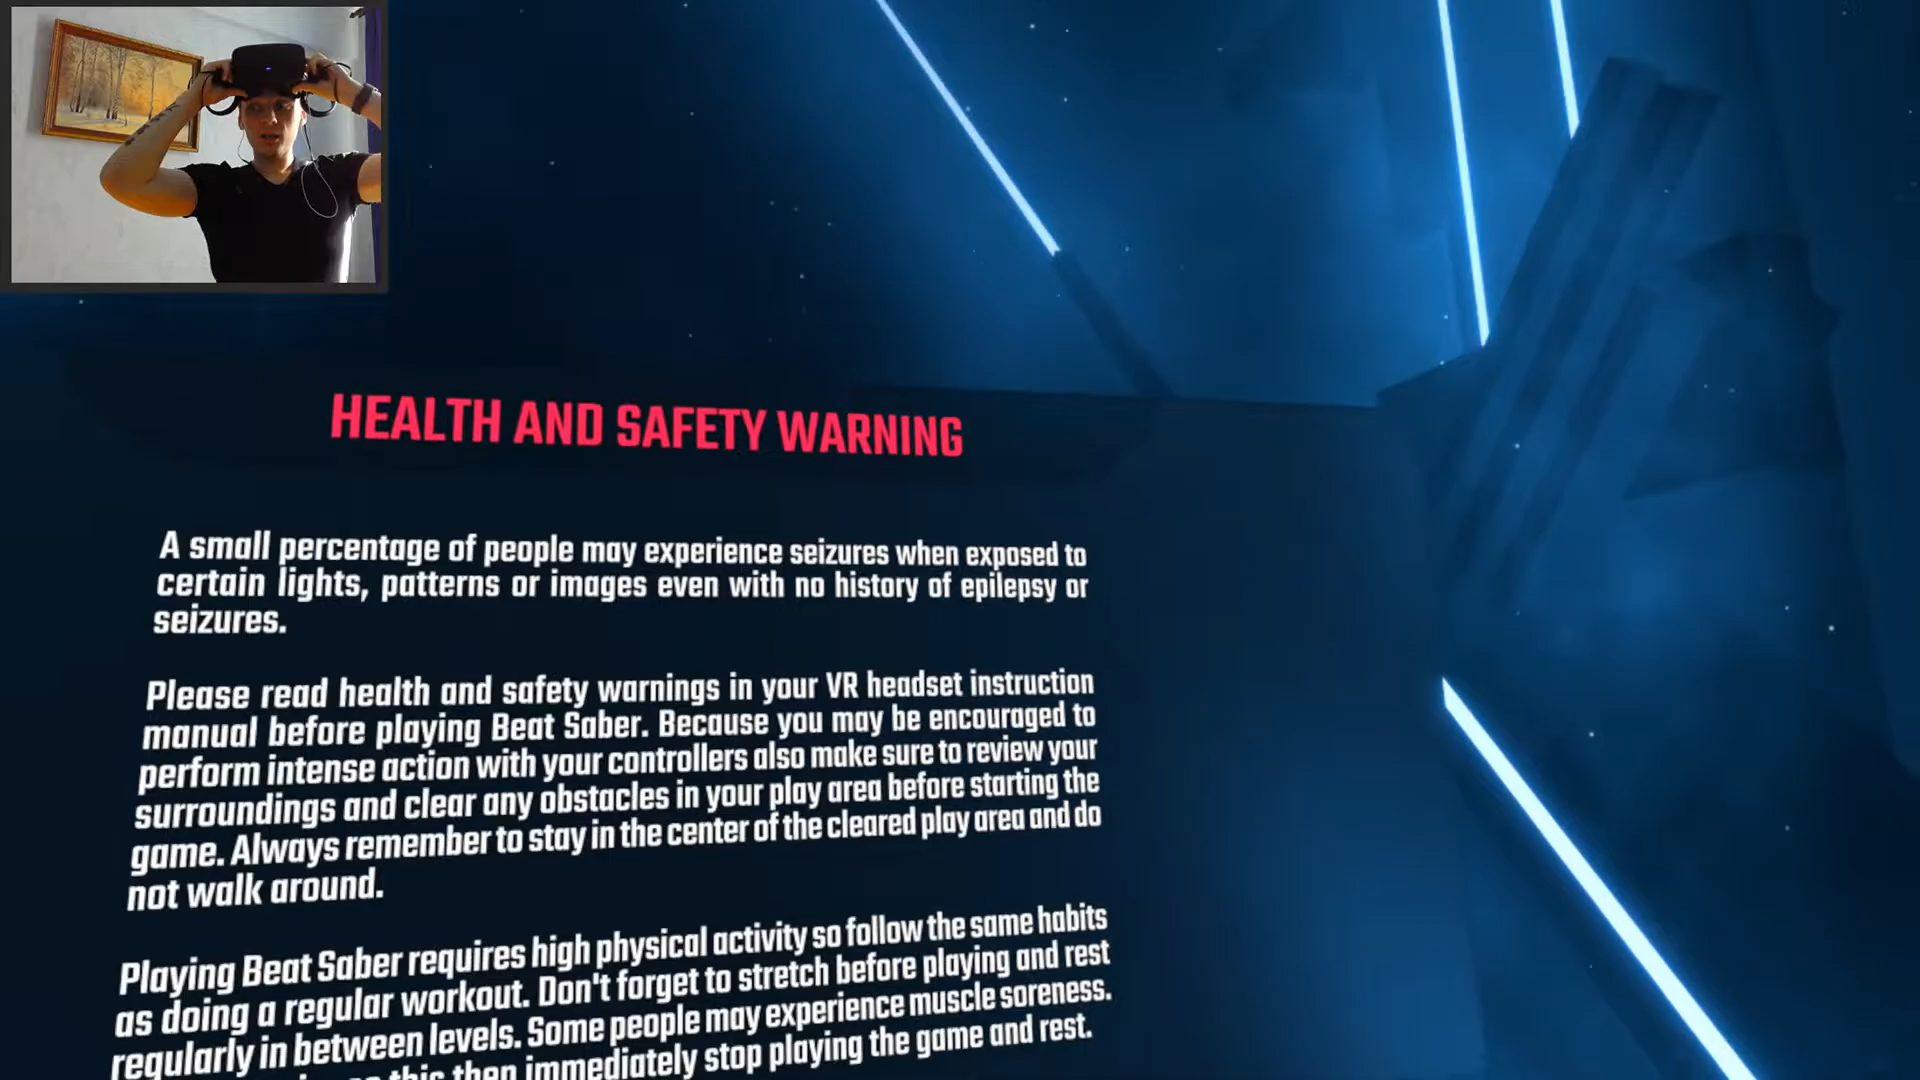 HEALTH AND SAFETY WARNING
A small percentage of people may experience seizures when exposed to
certain lights, patterns or images even with no history of epilepsy or
seizures.
Please read health and safety warnings in your VR headset instruction
manual before playing Beat Saber. Because you may be encouraged to
perform intense action with your controllers also make sure to review your
surroundings and clear any obstacles in your play area before starting the
game. Always remember to stay in the center of the cleared play area and do
not walk around.
Playing Beat Saber requires high physical activity so follow the same habits
as doing a regular workout. Don't forget to stretch before playing and rest
regularly in between levels. Some people may experience muscle soreness.
this then immediately stop playing the game and rest.